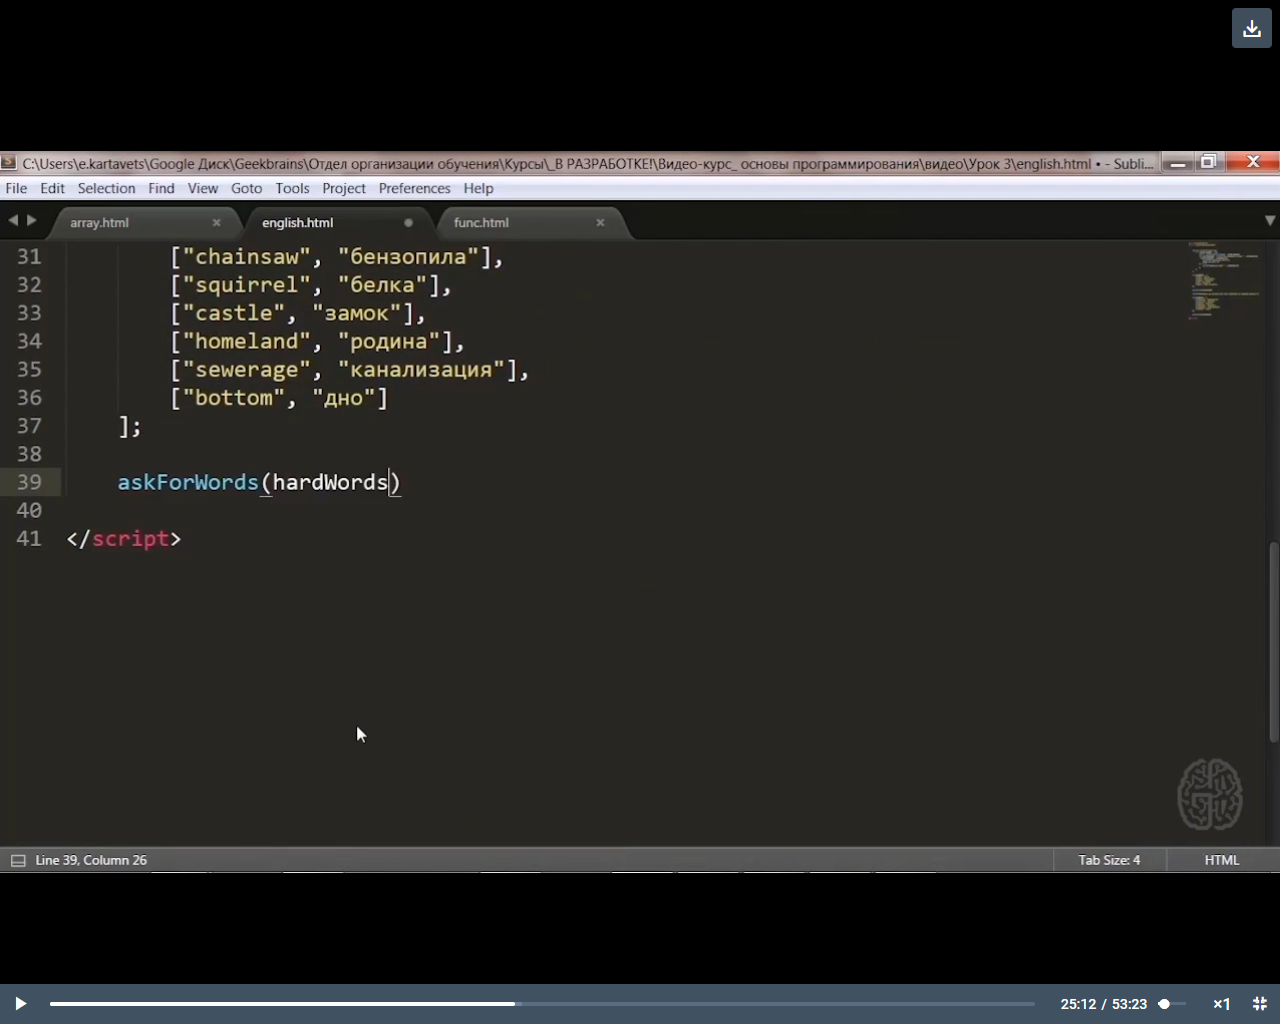 C:\Users\e.kartavets\Google Диск\Geekbrains\Отдел организации обучения\Курсы\_В РАЗРАБОТКЕ!\Видео-курс_ основы программирования\видео\Урок 3\english.html • - Subli...
File Edit Selection Find View Goto Tools Project Preferences Help
array.html english.html func.html
31 ["chainsaw", "бензопила"],
32 ["squirrel", "белка"],
33 ["castle", "замок"],
34 ["homeland", "родина"],
35 ["sewerage", "канализация"],
36 ["bottom", "дно"]
37 ];
38
39 askForWords(hardWords)
40
41 </script>
Line 39, Column 26 Tab Size: 4 HTML
25:12 / 53:23 ×1